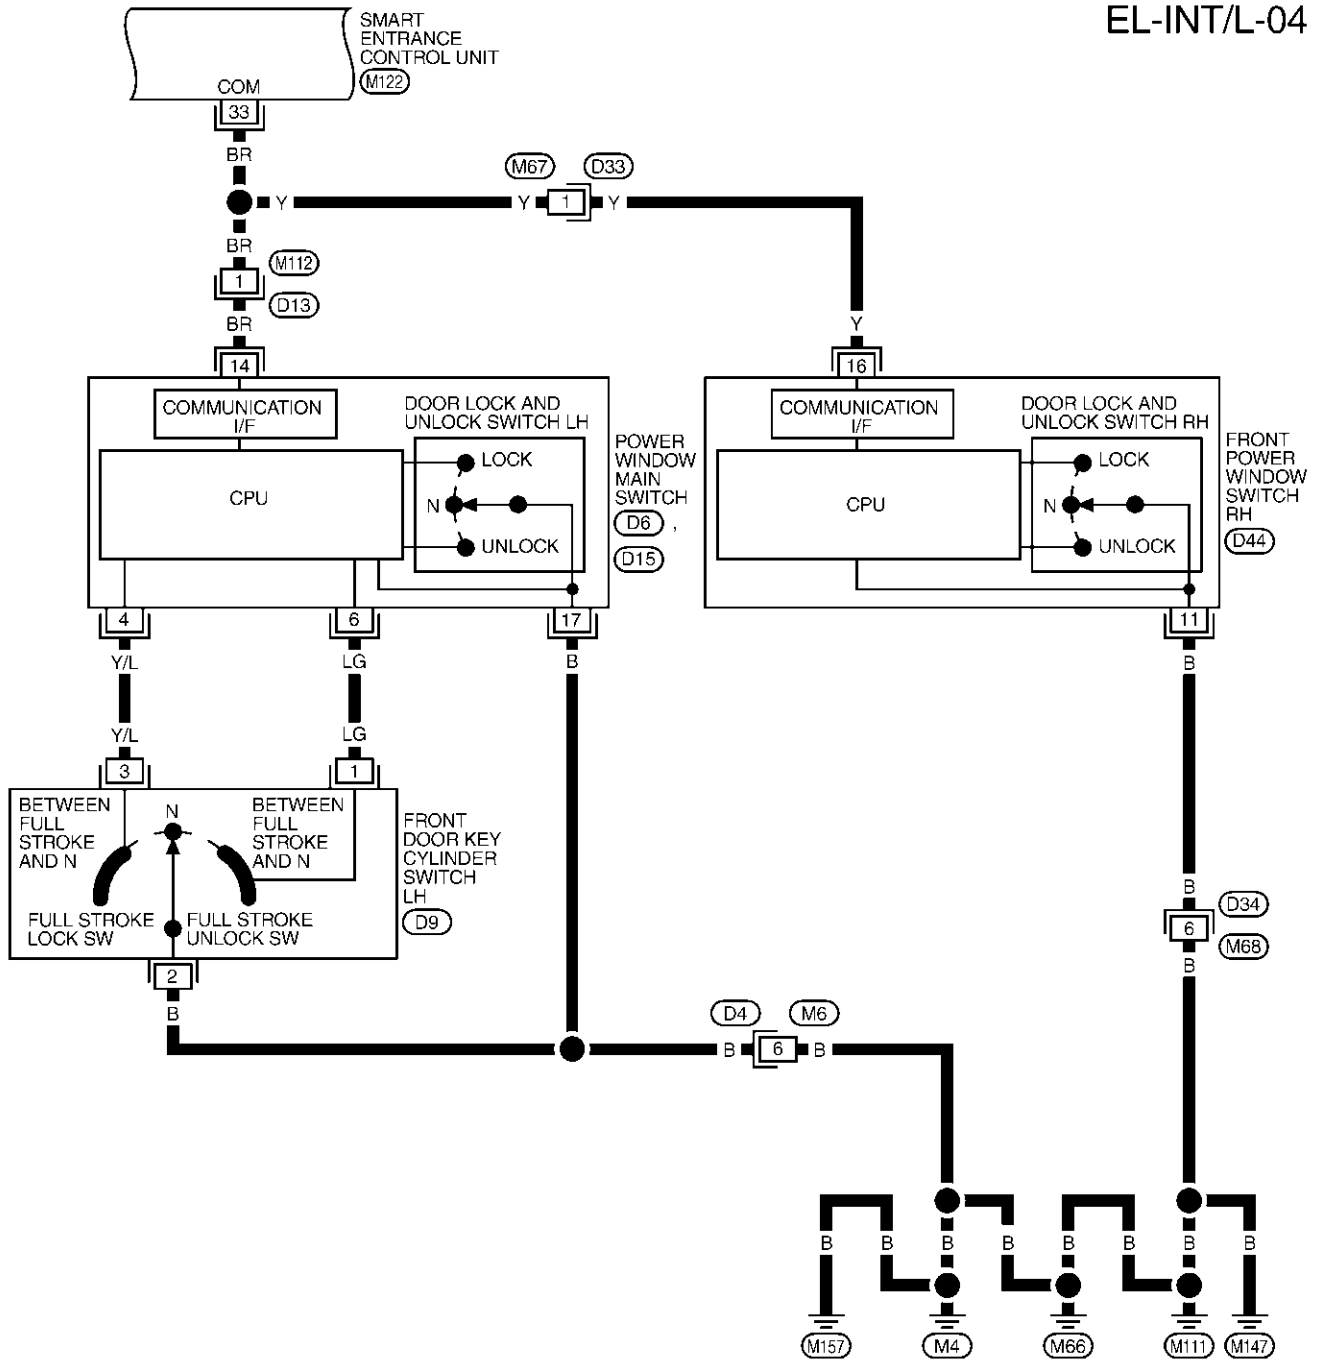 EL-INT/L-04
SMART
ENTRANCE
CONTROL UNIT
M122
COM
33
BR
M67
D33
Y
Y
1
Y
BR
M112
1
D13
BR
Y
14
16
COMMUNICATION
I/F
DOOR LOCK AND
UNLOCK SWITCH LH
LOCK
CPU
N
UNLOCK
POWER
WINDOW
MAIN
SWITCH
D6 ,
D15
COMMUNICATION
I/F
DOOR LOCK AND
UNLOCK SWITCH RH
LOCK
CPU
N
UNLOCK
FRONT
POWER
WINDOW
SWITCH
RH
D44
4
6
17
11
Y/L
LG
B
B
Y/L
LG
3
1
BETWEEN
FULL
STROKE
AND N
N
BETWEEN
FULL
STROKE
AND N
FULL STROKE
LOCK SW
FULL STROKE
UNLOCK SW
FRONT
DOOR KEY
CYLINDER
SWITCH
LH
D9
B
D34
6
M68
B
2
B
D4
M6
B
6
B
B
B
B
B
B
B
B
B
M157
M4
M66
M111
M147